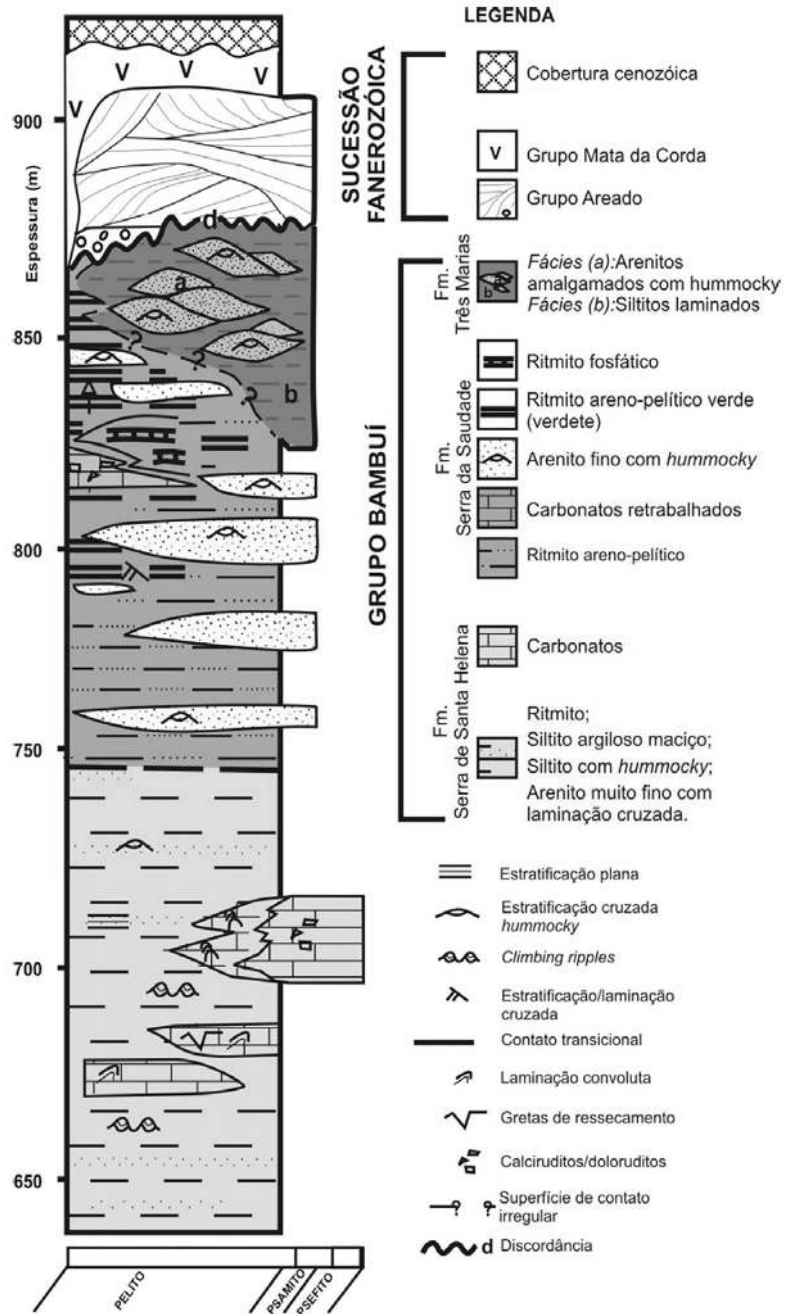 LEGENDA
SUCESSÃO
FANEROZÓICA
Cobertura cenozóica
Grupo Mata da Corda
Grupo Areado
GRUPO BAMBUÍ
Fm.
Três Marias
Fácies (a):Arenitos
amalgamados com hummocky
Fácies (b):Siltitos laminados
Fm.
Serra da Saudade
Ritmito fosfático
Ritmito areno-pelítico verde
(verdete)
Arenito fino com hummocky
Carbonatos retrabalhados
Ritmito areno-pelítico
Fm.
Serra de Santa Helena
Carbonatos
Ritmito;
Siltito argiloso maciço;
Siltito com hummocky;
Arenito muito fino com
laminação cruzada.
Estratificação plana
Estratificação cruzada
hummocky
Climbing ripples
Estratificação/laminação
cruzada
Contato transicional
Laminação convoluta
Gretas de ressecamento
Calciruditos/doloruditos
? ? Superfície de contato
irregular
d Discordância
V
b
Espessura (m)
900
850
800
750
700
650
V V V
V
d
a
? ? ?
b
PELITO
PSAMITO
PSEFITO